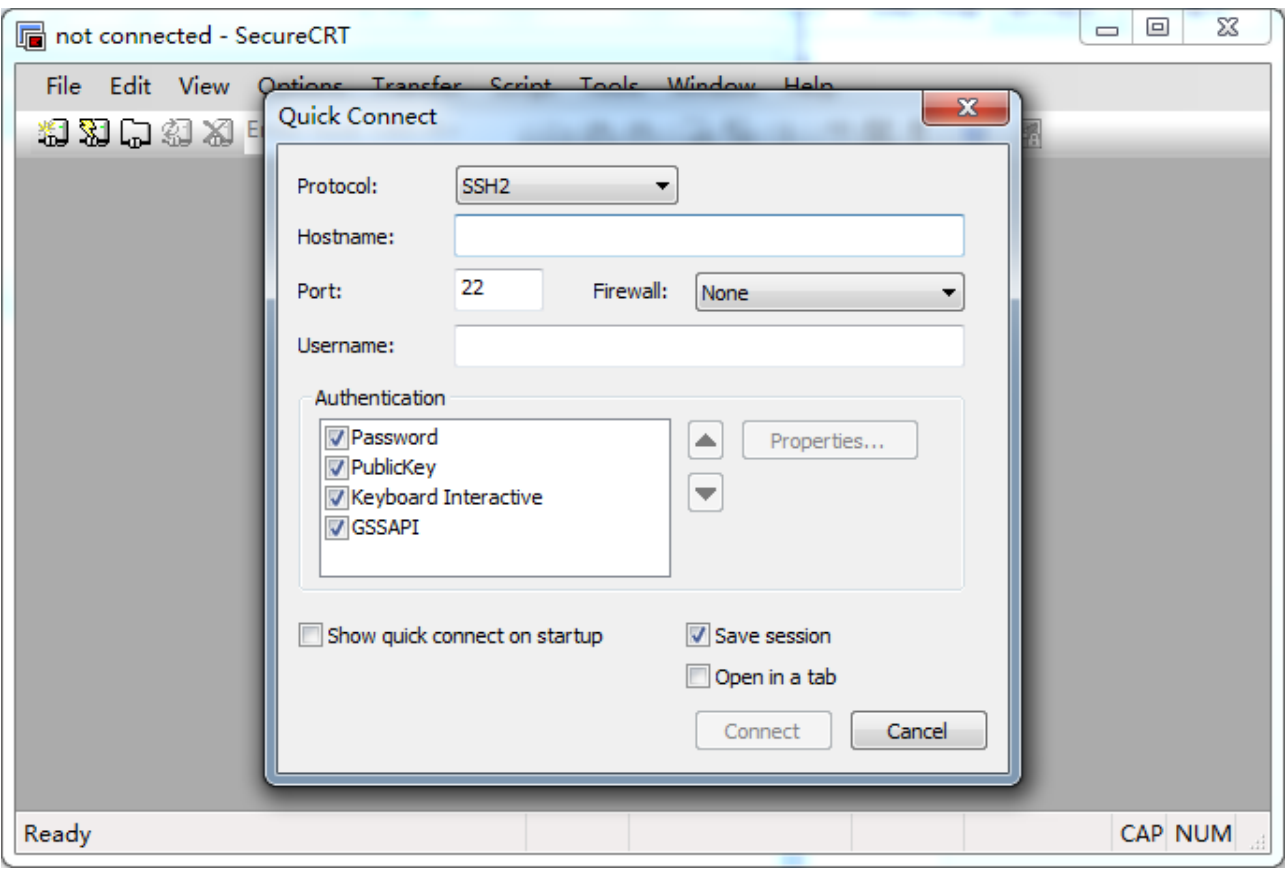 not connected - SecureCRT
File Edit View Options Transfer Script Tools Window Help
Quick Connect
Protocol: SSH2
Hostname:
Port: 22 Firewall: None
Username:
Authentication
Password Properties...
PublicKey
Keyboard Interactive
GSSAPI
Show quick connect on startup Save session
Open in a tab
Connect Cancel
Ready CAP NUM